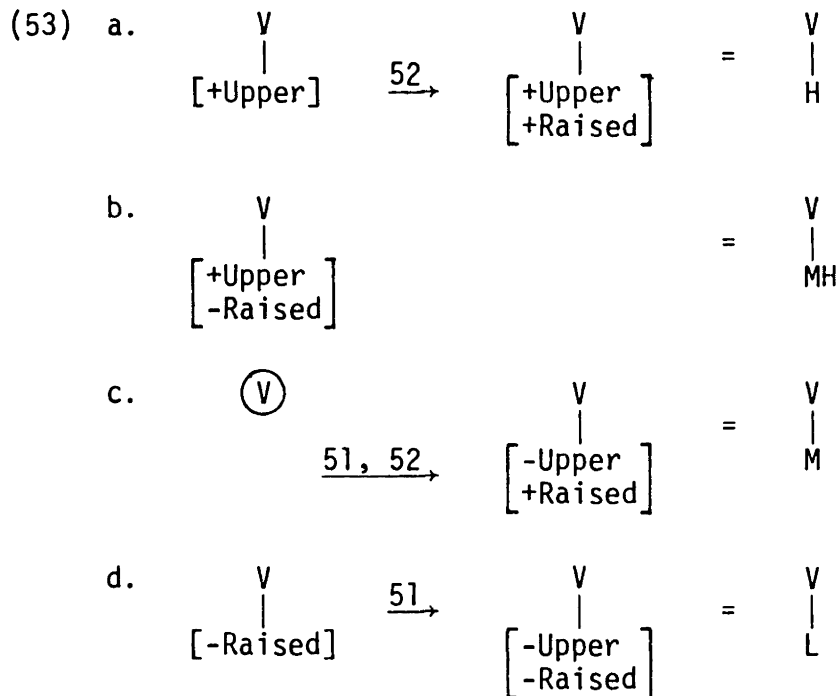 (53) a. V V V
52 =
[+Upper] → [+Upper H
+Raised]
b. V V
= 
[+Upper MH
-Raised]
c. V V V
51, 52 =
→ [-Upper M
+Raised]
d. V V V
51 =
[-Raised] → [-Upper L
-Raised]